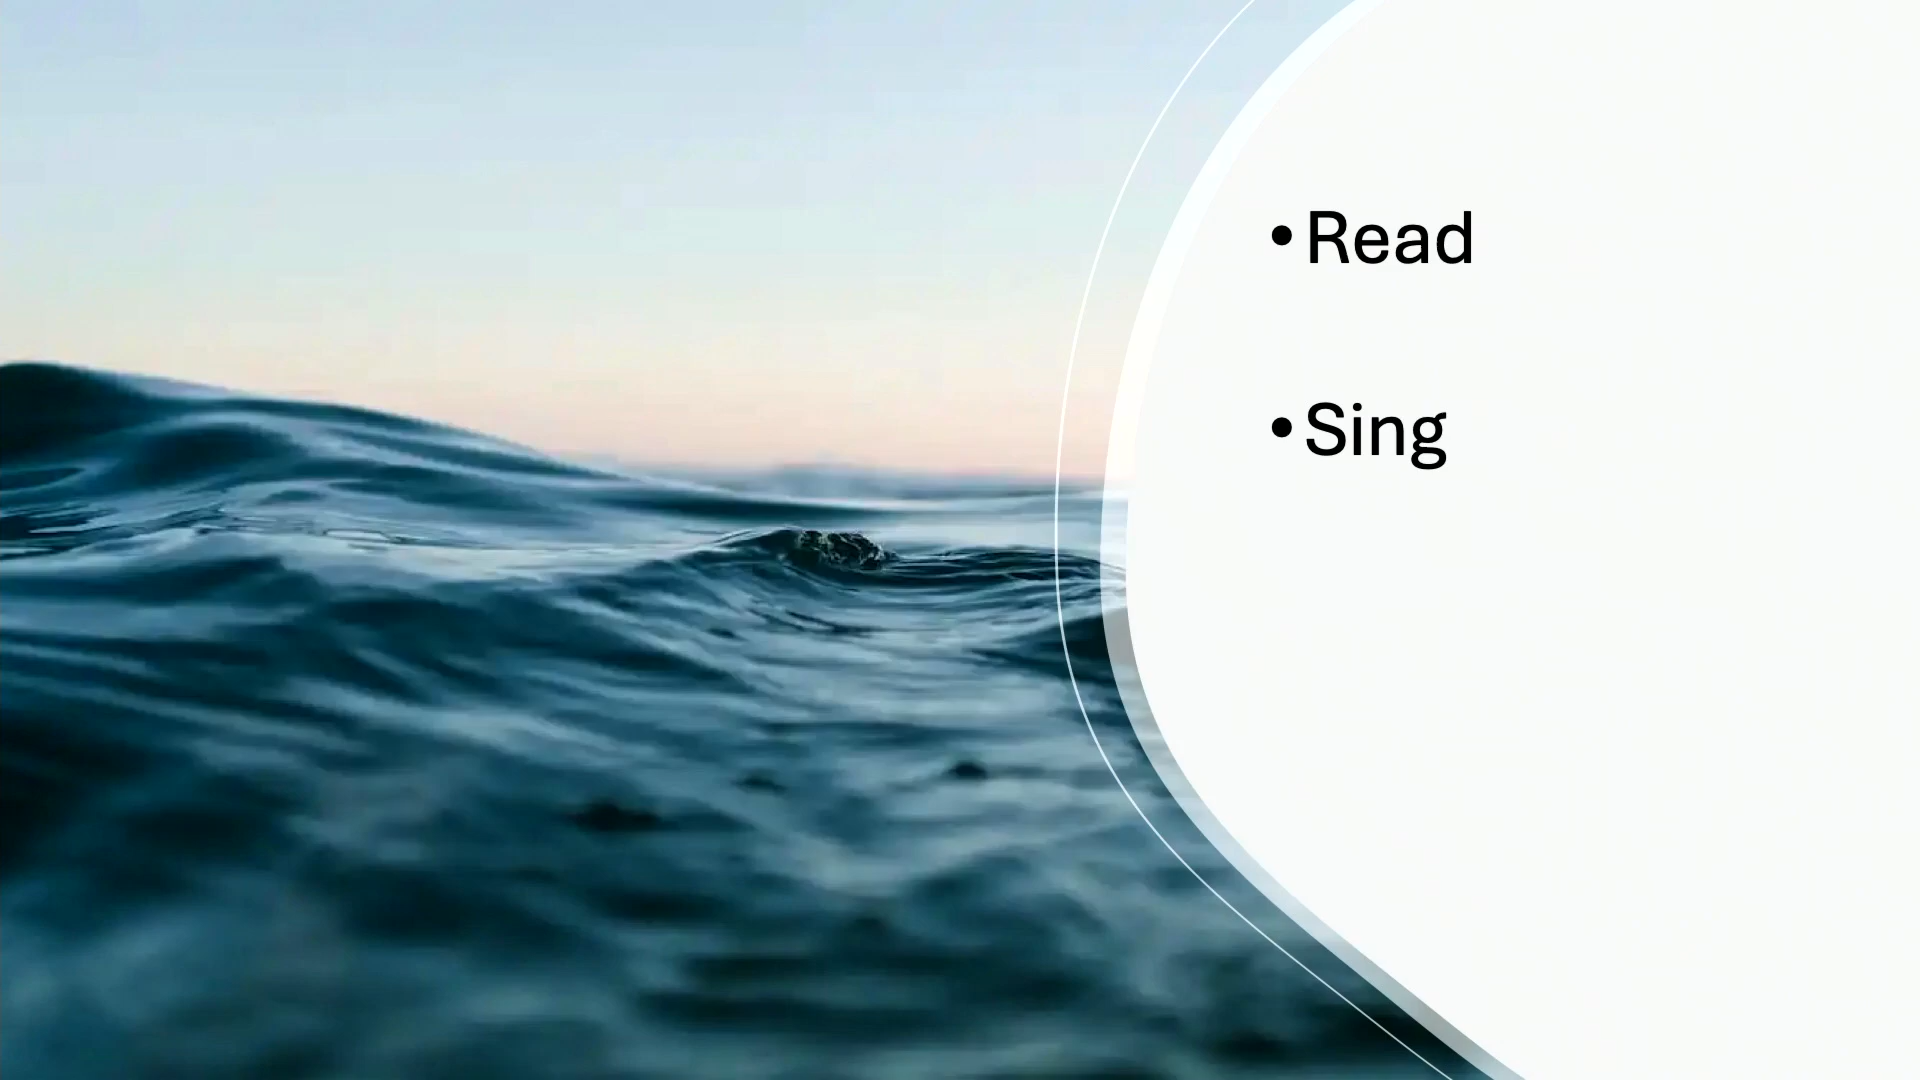 • Read
• Sing